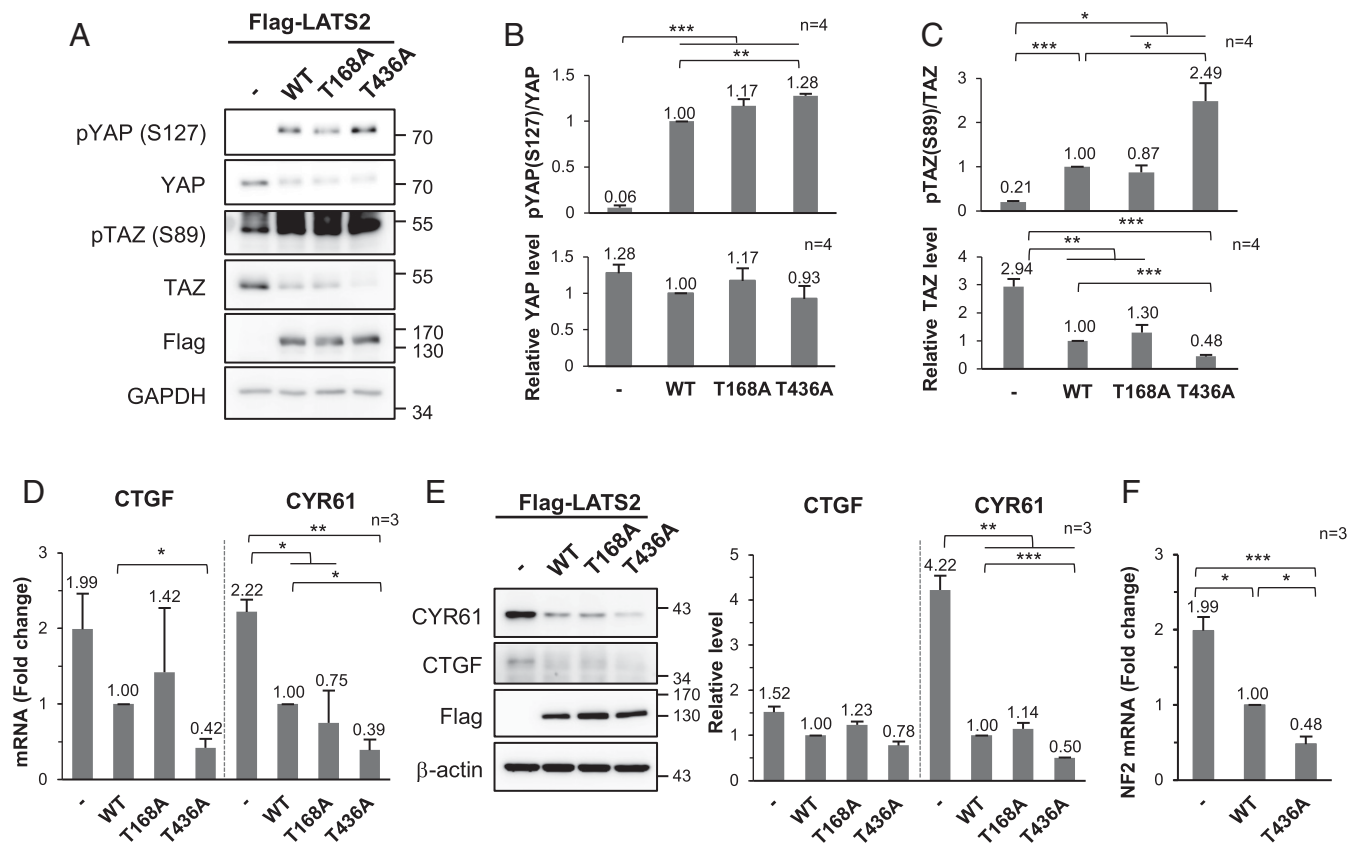 A
Flag-LATS2
- WT T168A T436A
pYAP (S127)
70
YAP
70
pTAZ (S89)
55
TAZ
55
Flag
170
130
GAPDH
34
B
*** n=4
**
pYAP(S127)/YAP
1.5
1
0.5
0
0.06 1.00 1.17 1.28
n=4
Relative YAP level
1.5
1
0.5
0
1.28 1.00 1.17 0.93
- WT T168A T436A
C
* n=4
*** *
pTAZ(S89)/TAZ
3
2
1
0
0.21 1.00 0.87 2.49
***
** n=4
***
Relative TAZ level
4
3
2
1
0
2.94 1.00 1.30 0.48
- WT T168A T436A
D
CTGF CYR61
n=3
**
* *
*
mRNA (Fold change)
3
2
1
0
1.99 1.00 1.42 0.42 2.22 1.00 0.75 0.39
- WT T168A T436A - WT T168A T436A
E
Flag-LATS2
- WT T168A T436A
CYR61
43
CTGF
34
Flag
170
130
β-actin
43
CTGF CYR61
** n=3
***
Relative level
5
4
3
2
1
0
1.52 1.00 1.23 0.78 4.22 1.00 1.14 0.50
- WT T168A T436A - WT T168A T436A
F
n=3
***
* *
NF2 mRNA (Fold change)
3
2
1
0
1.99 1.00 0.48
- WT T436A